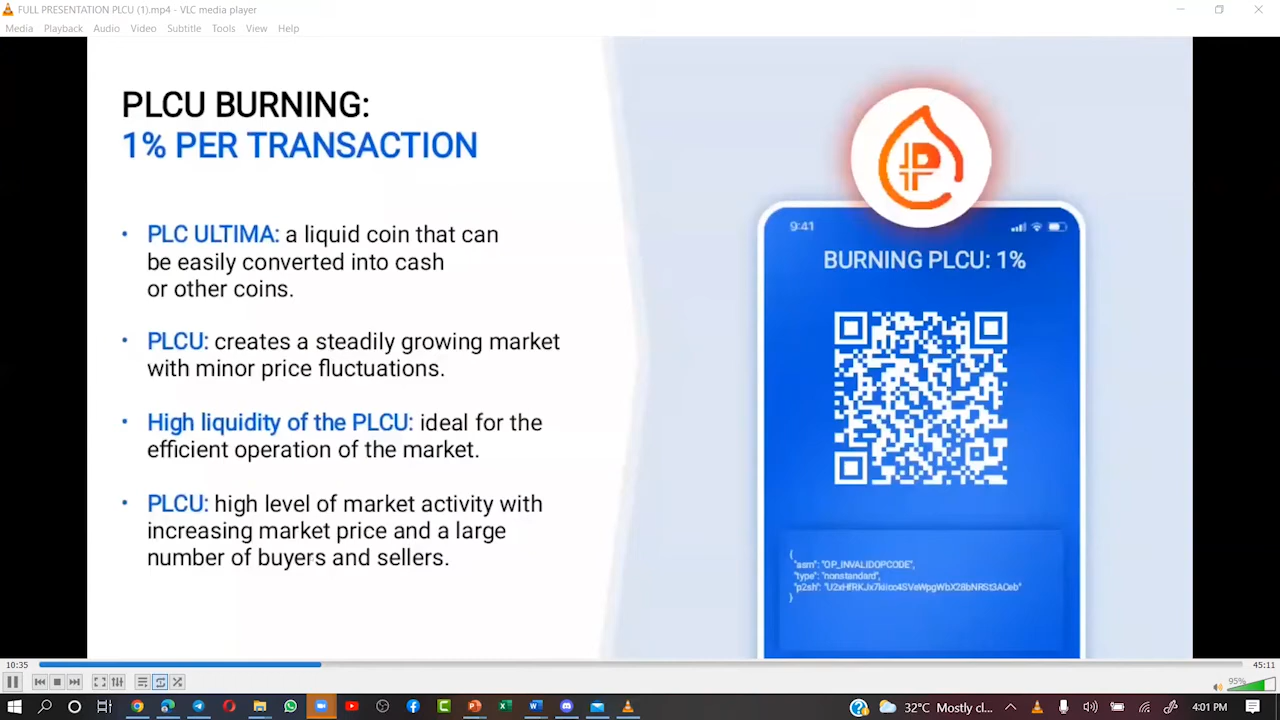 FULL PRESENTATION PLCU (1).mp4 - VLC media player
Media Playback Audio Video Subtitle Tools View Help
PLCU BURNING:
1% PER TRANSACTION
• PLC ULTIMA: a liquid coin that can
be easily converted into cash
or other coins.
• PLCU: creates a steadily growing market
with minor price fluctuations.
• High liquidity of the PLCU: ideal for the
efficient operation of the market.
• PLCU: high level of market activity with
increasing market price and a large
number of buyers and sellers.
9:41
BURNING PLCU: 1%
{
"asm": "OP_INVALIDOPCODE",
"type": "nonstandard",
"p2sh":
}
10:35
45:11
95%
32°C Mostly cl...
4:01 PM